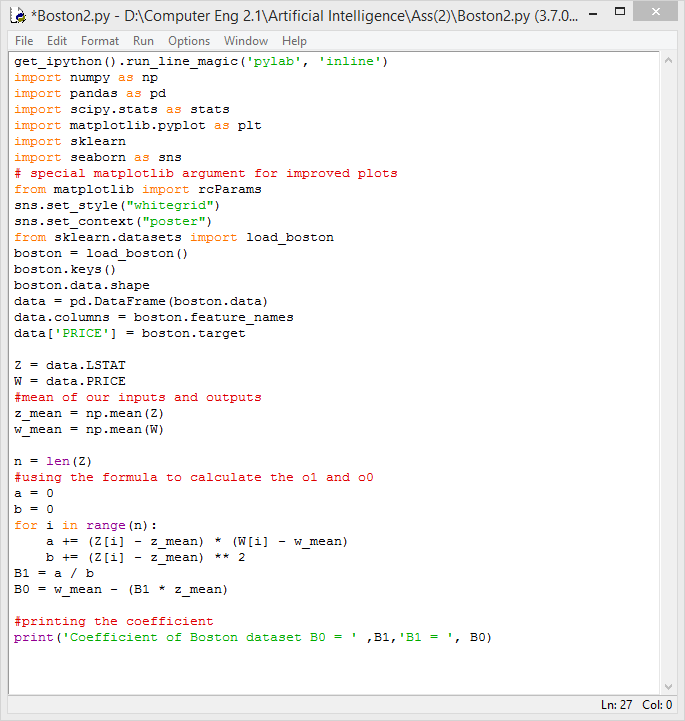 *Boston2.py - D:\Computer Eng 2.1\Artificial Intelligence\Ass(2)\Boston2.py (3.7.0...
File Edit Format Run Options Window Help
get_ipython().run_line_magic('pylab', 'inline')
import numpy as np
import pandas as pd
import scipy.stats as stats
import matplotlib.pyplot as plt
import sklearn
import seaborn as sns
# special matplotlib argument for improved plots
from matplotlib import rcParams
sns.set_style("whitegrid")
sns.set_context("poster")
from sklearn.datasets import load_boston
boston = load_boston()
boston.keys()
boston.data.shape
data = pd.DataFrame(boston.data)
data.columns = boston.feature_names
data['PRICE'] = boston.target

Z = data.LSTAT
W = data.PRICE
#mean of our inputs and outputs
z_mean = np.mean(Z)
w_mean = np.mean(W)

n = len(Z)
#using the formula to calculate the o1 and o0
a = 0
b = 0
for i in range(n):
    a += (Z[i] - z_mean) * (W[i] - w_mean)
    b += (Z[i] - z_mean) ** 2
B1 = a / b
B0 = w_mean - (B1 * z_mean)

#printing the coefficient
print('Coefficient of Boston dataset B0 = ' ,B1,'B1 = ', B0)
Ln: 27 Col: 0